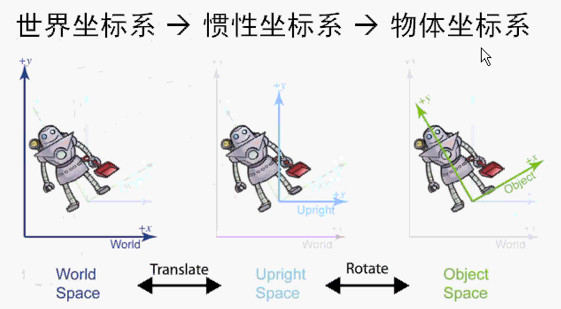 世界坐标系 → 惯性坐标系 → 物体坐标系
+y
+x
World
+y
+y
Upright
World
+y
+x
Object
World
World Space
Translate
Upright Space
Rotate
Object Space